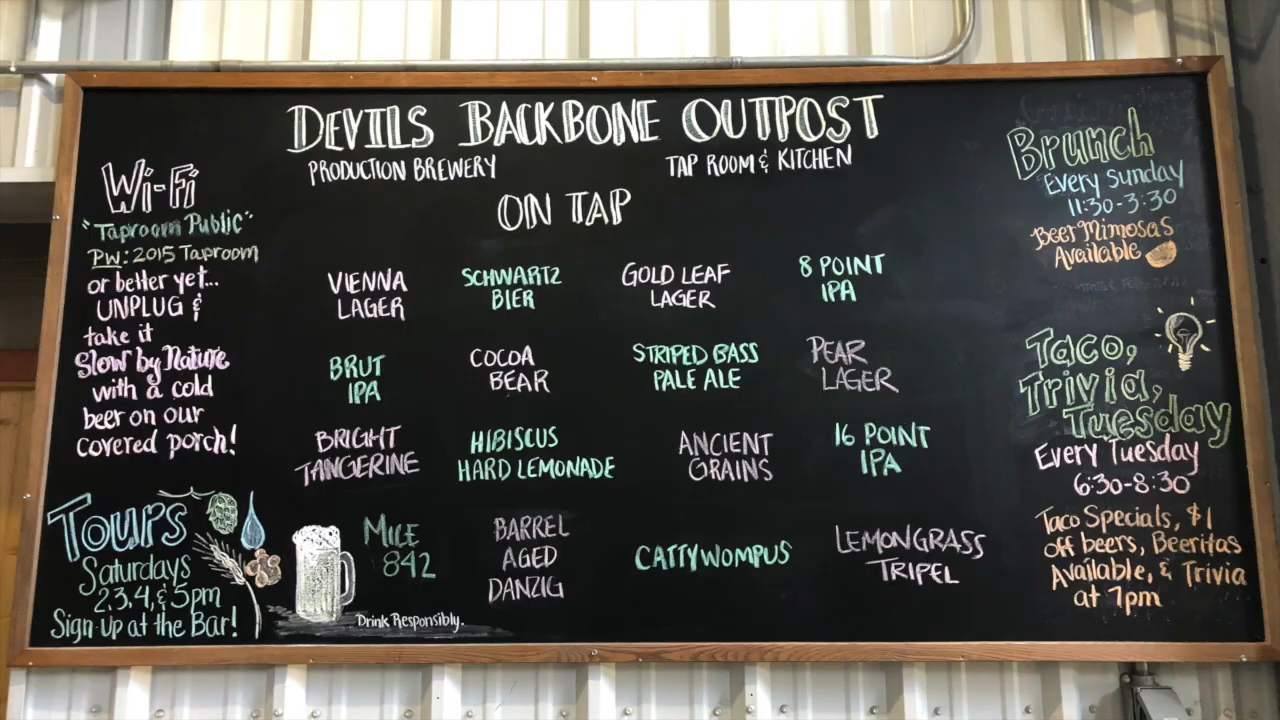 DEVILS BACKBONE OUTPOST
PRODUCTION BREWERY
TAP ROOM & KITCHEN
ON TAP
Wi-Fi
"Taproom Public"
PW: 2015 Taproom
or better yet...
UNPLUG &
take it
Slow by Nature
with a cold
beer on our
covered porch!
TOURS
Saturdays
2,3,4,&5pm
Sign-up at the Bar!
VIENNA
LAGER
SCHWARTZ
BIER
GOLD LEAF
LAGER
8 POINT
IPA
BRUT
IPA
COCOA
BEAR
STRIPED BASS
PALE ALE
PEAR
LAGER
BRIGHT
TANGERINE
HIBISCUS
HARD LEMONADE
ANCIENT
GRAINS
16 POINT
IPA
MILE
842
BARREL
AGED
DANZIG
CATTYWOMPUS
LEMONGRASS
TRIPEL
Drink Responsibly.
Brunch
Every Sunday
11:30-3:30
Beer Mimosas
Available
Taco,
Trivia,
Tuesday
Every Tuesday
6:30-8:30
Taco Specials, $1
off beers, Beeritas
Available, & Trivia
at 7pm